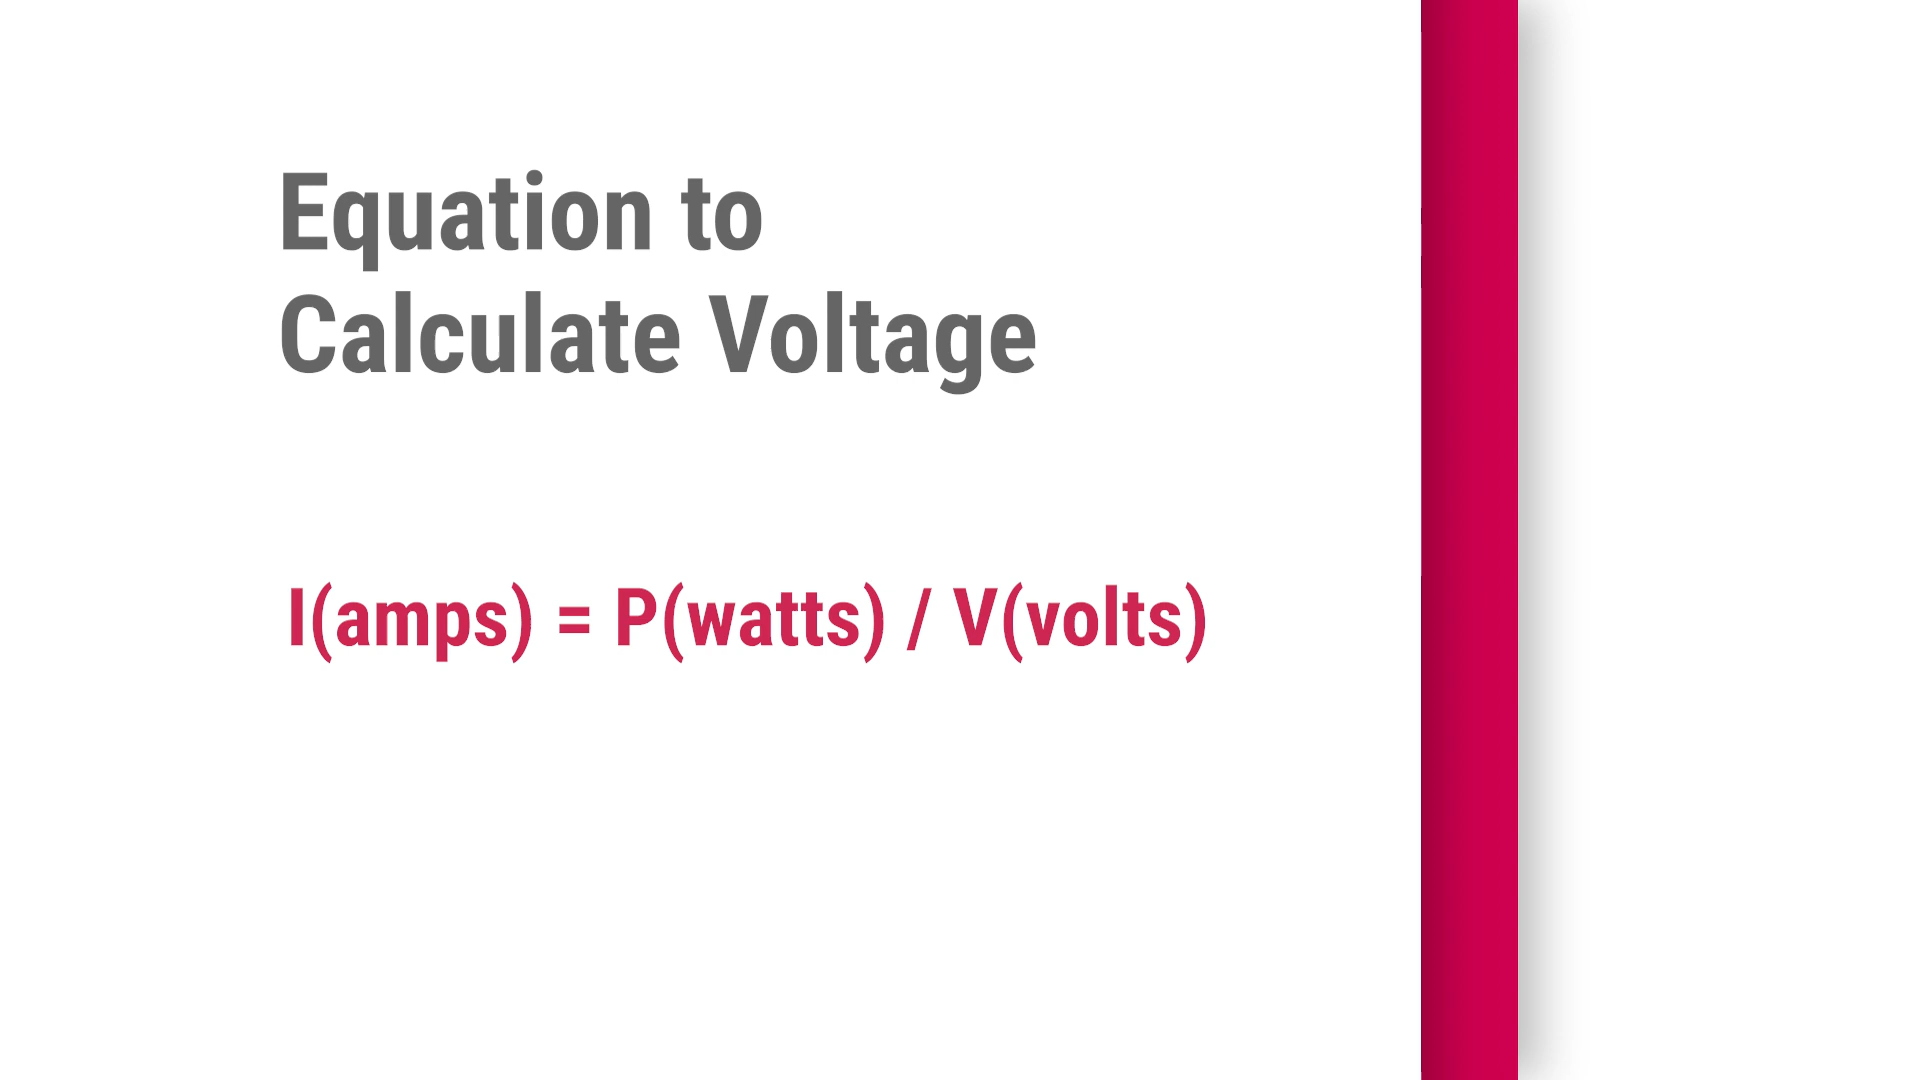 Equation to
Calculate Voltage
I(amps) = P(watts) / V(volts)